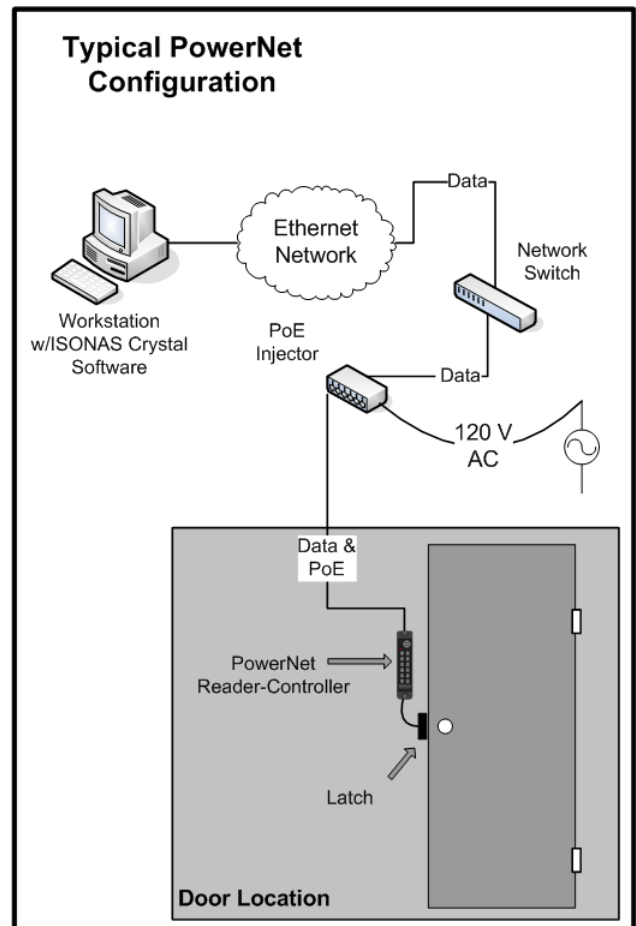 Typical PowerNet
Configuration
Data
Ethernet
Network
Network
Switch
Workstation
w/ISONAS Crystal
Software
PoE
Injector
Data
120 V
AC
Data &
PoE
PowerNet
Reader-Controller
Latch
Door Location